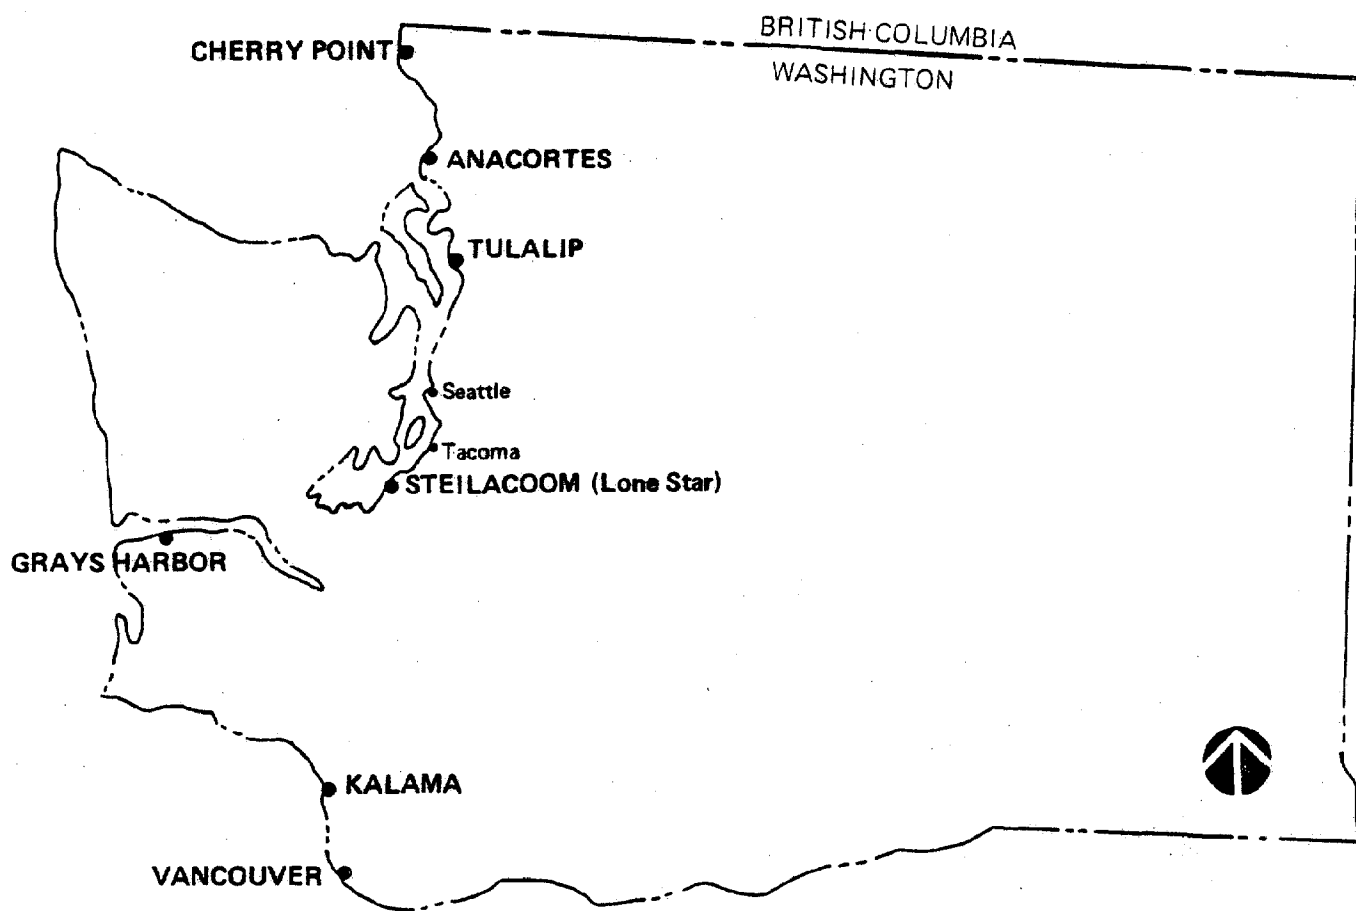 BRITISH COLUMBIA
WASHINGTON
CHERRY POINT
ANACORTES
TULALIP
Seattle
Tacoma
STEILACOOM (Lone Star)
GRAYS HARBOR
KALAMA
VANCOUVER